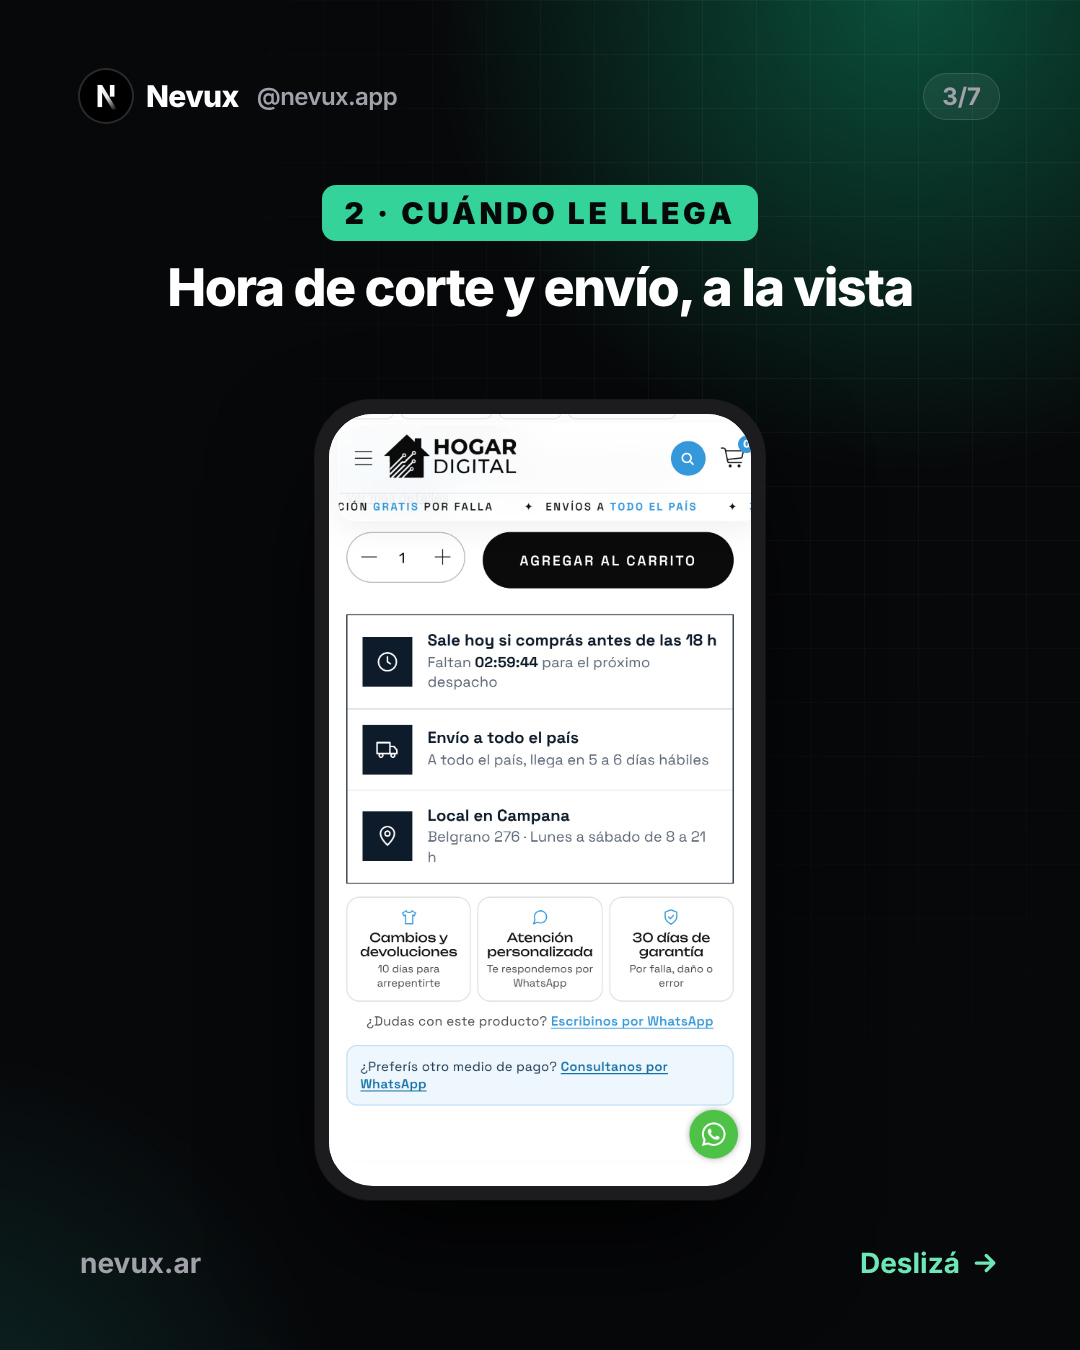 N Nevux @nevux.app
3/7
2 · CUÁNDO LE LLEGA
Hora de corte y envío, a la vista
HOGAR
DIGITAL
CIÓN GRATIS POR FALLA ✦ ENVÍOS A TODO EL PAÍS ✦
1
AGREGAR AL CARRITO
Sale hoy si comprás antes de las 18 h
Faltan 02:59:44 para el próximo
despacho
Envío a todo el país
A todo el país, llega en 5 a 6 días hábiles
Local en Campana
Belgrano 276 · Lunes a sábado de 8 a 21
h
Cambios y
devoluciones
10 días para
arrepentirte
Atención
personalizada
Te respondemos por
WhatsApp
30 días de
garantía
Por falla, daño o
error
¿Dudas con este producto? Escribinos por WhatsApp
¿Preferís otro medio de pago? Consultanos por
WhatsApp
nevux.ar
Deslizá →